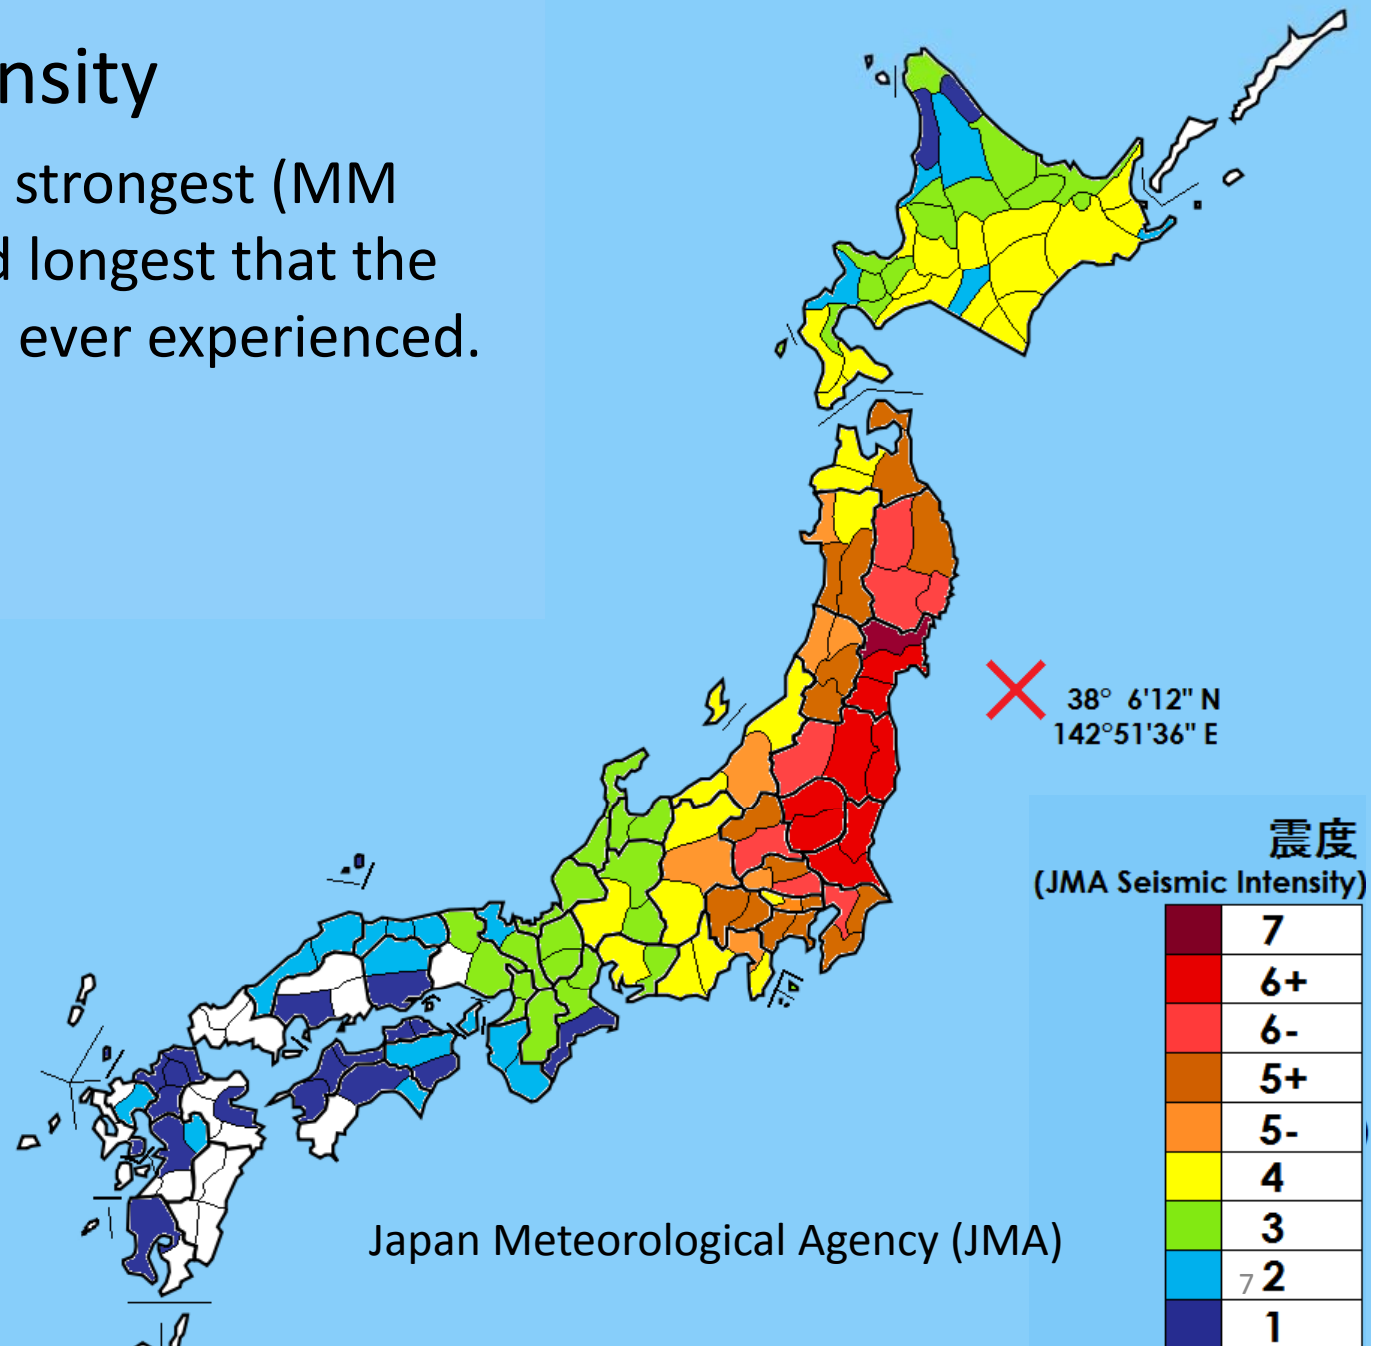 nsity
strongest (MM
d longest that the
ever experienced.
38° 6'12" N
142°51'36" E
震度
(JMA Seismic Intensity)
7
6+
6-
5+
5-
4
3
7 2
1
Japan Meteorological Agency (JMA)